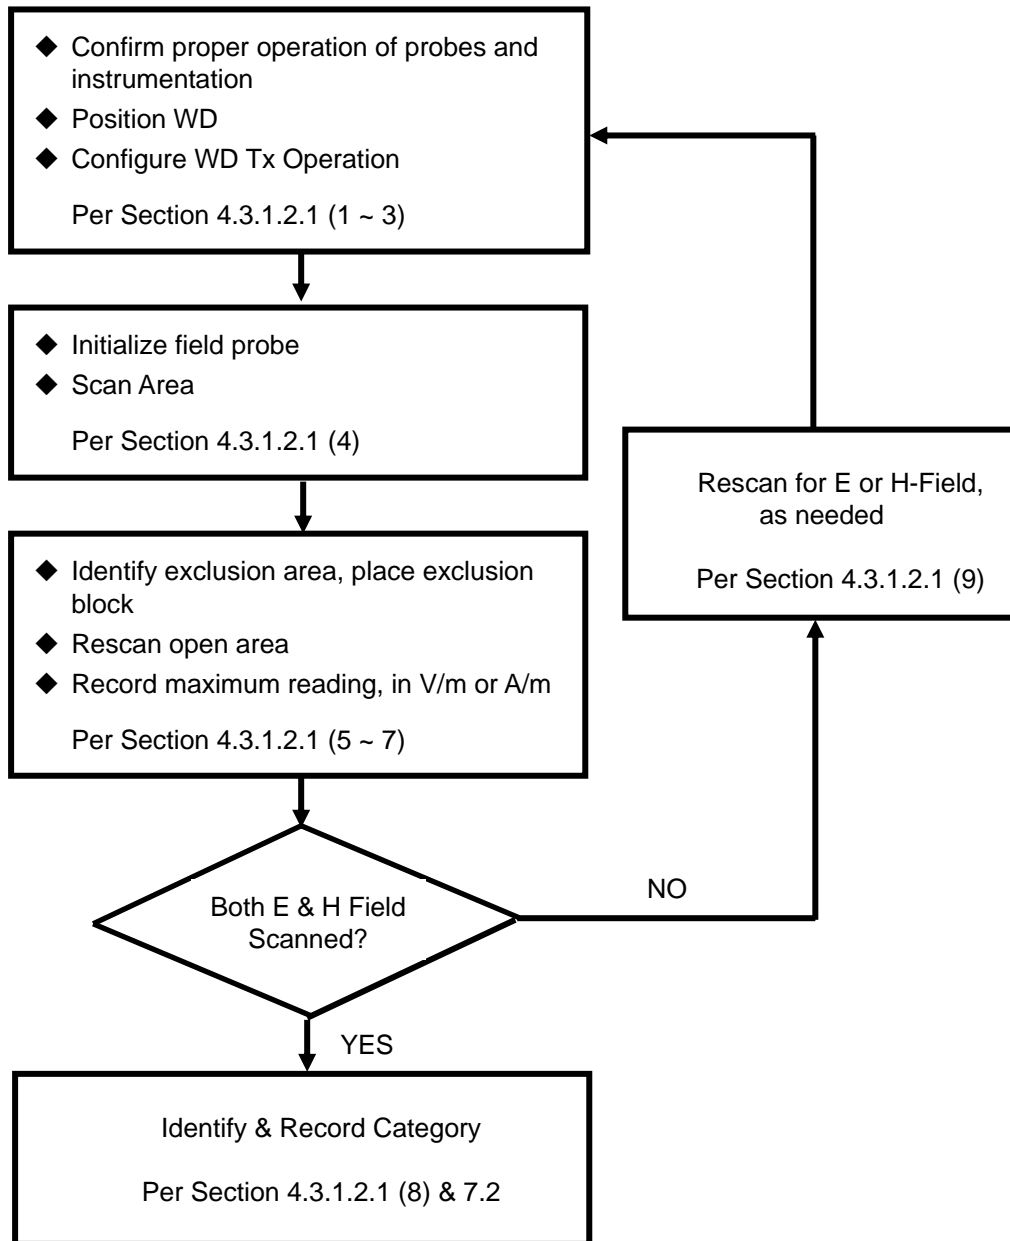 ◆ Confirm proper operation of probes and
instrumentation
◆ Position WD
◆ Configure WD Tx Operation
Per Section 4.3.1.2.1 (1 ~ 3)
◆ Initialize field probe
◆ Scan Area
Per Section 4.3.1.2.1 (4)
Rescan for E or H-Field,
as needed
Per Section 4.3.1.2.1 (9)
◆ Identify exclusion area, place exclusion
block
◆ Rescan open area
◆ Record maximum reading, in V/m or A/m
Per Section 4.3.1.2.1 (5 ~ 7)
Both E & H Field
Scanned?
NO
YES
Identify & Record Category
Per Section 4.3.1.2.1 (8) & 7.2